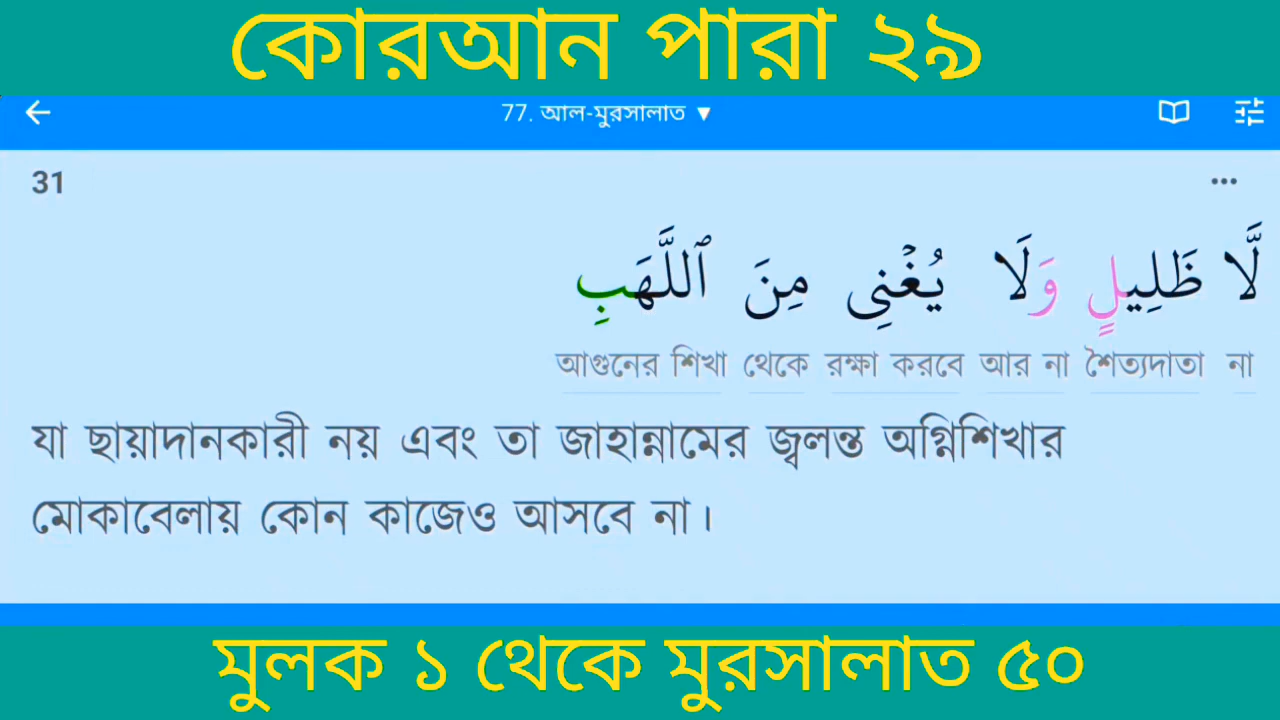 কোরআন পারা ২৯
77. আল-মুরসালাত ▼
31
لَّا ظَلِيلٍ وَلَا يُغْنِى مِنَ ٱللَّهَبِ
না শৈত্যদাতা আর না রক্ষা করবে থেকে আগুনের শিখা
যা ছায়াদানকারী নয় এবং তা জাহান্নামের জ্বলন্ত অগ্নিশিখার
মোকাবেলায় কোন কাজেও আসবে না।
মুলক ১ থেকে মুরসালাত ৫০